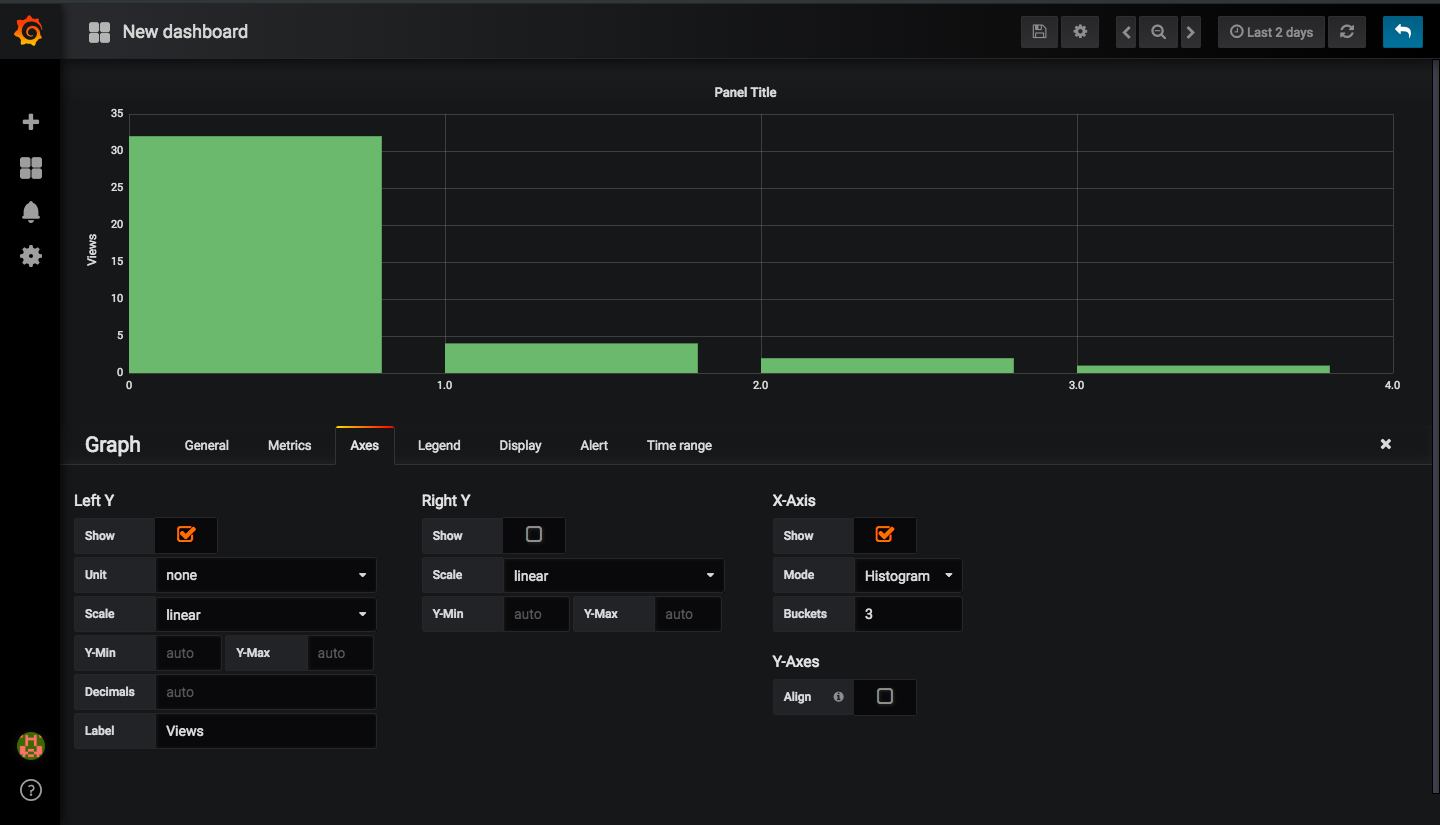 New dashboard
Last 2 days
Panel Title
35
30
25
20
15
10
5
0
Views
0 1.0 2.0 3.0 4.0
Graph General Metrics Axes Legend Display Alert Time range
Left Y Right Y X-Axis
Show Show Show
Unit none Scale linear Mode Histogram
Scale linear Y-Min auto Y-Max auto Buckets 3
Y-Min auto Y-Max auto Y-Axes
Decimals auto Align
Label Views